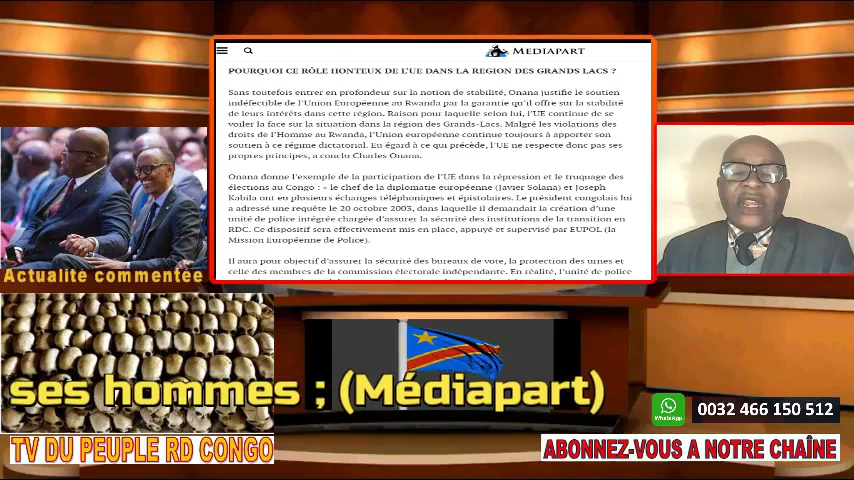 MEDIAPART
POURQUOI CE RÔLE HONTEUX DE L'UE DANS LA REGION DES GRANDS LACS ?
Sans toutefois entrer en profondeur sur la notion de stabilité, Onana justifie le soutien
indéfectible de l'Union Européenne au Rwanda par la garantie qu'il offre sur la stabilité
de leurs intérêts dans cette région. Raison pour laquelle selon lui, l'UE continue de se
voiler la face sur la situation dans la région des Grands-Lacs. Malgré les violations des
droits de l'Homme au Rwanda, l'Union européenne continue toujours à apporter son
soutien à ce régime dictatorial. Eu égard à ce qui précède, l'UE ne respecte donc pas ses
propres principes, a conclu Charles Onana.
Onana donne l'exemple de la participation de l'UE dans la répression et le truquage des
élections au Congo : « le chef de la diplomatie européenne (Javier Solana) et Joseph
Kabila ont eu plusieurs échanges téléphoniques et épistolaires. Le président congolais lui
a adressé une requête le 20 octobre 2003, dans laquelle il demandait la création d'une
unité de police intégrée chargée d'assurer la sécurité des institutions de la transition en
RDC. Ce dispositif sera effectivement mis en place, appuyé et supervisé par EUPOL (la
Mission Européenne de Police).
Il aura pour objectif d'assurer la sécurité des bureaux de vote, la protection des urnes et
celle des membres de la commission électorale indépendante. En réalité, l'unité de police
Actualité commentée
ses hommes ; (Médiapart)
WhatsApp
0032 466 150 512
TV DU PEUPLE RD CONGO
ABONNEZ-VOUS A NOTRE CHAÎNE